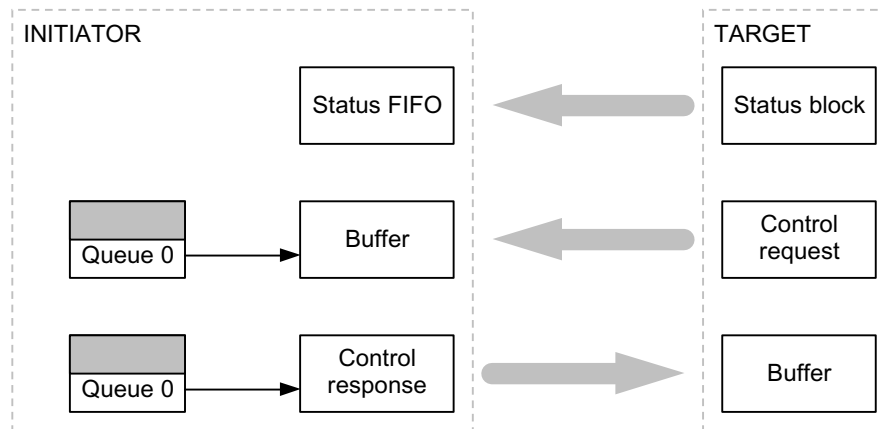 INITIATOR
TARGET
Status FIFO
Status block
Queue 0
Buffer
Control
request
Queue 0
Control
response
Buffer